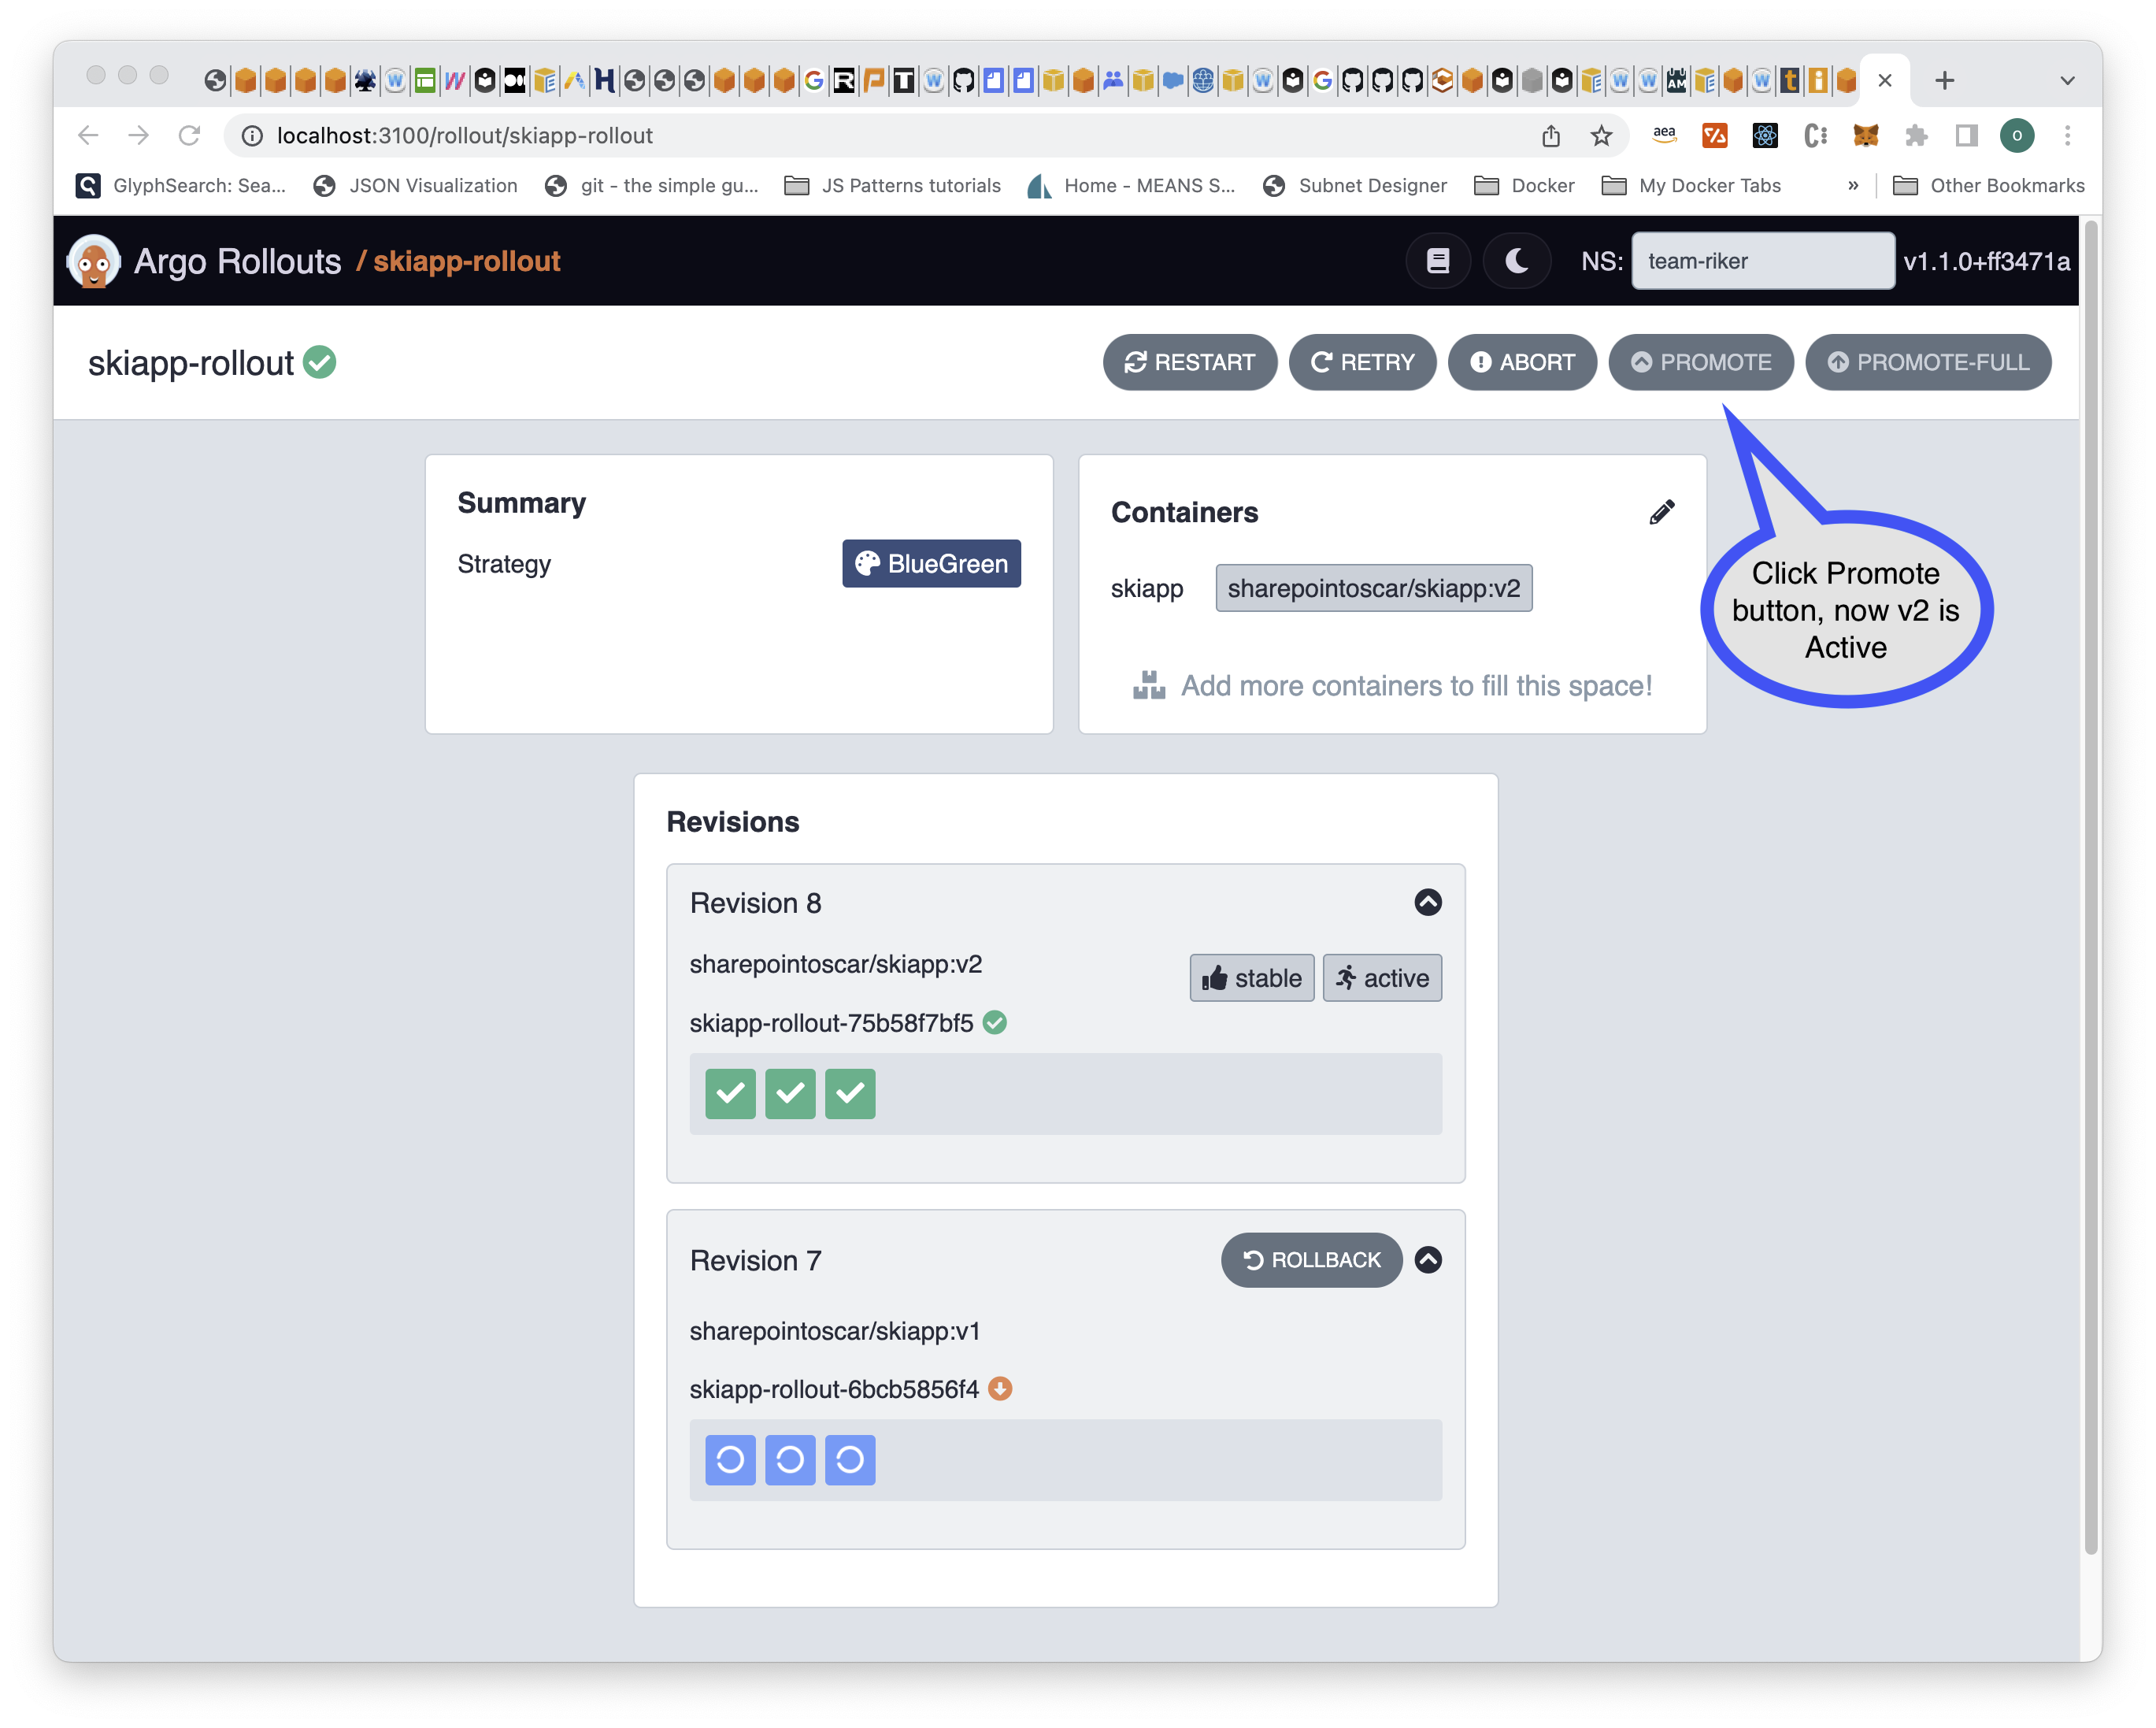 localhost:3100/rollout/skiapp-rollout
aea
o
GlyphSearch: Sea...
JSON Visualization
git - the simple gu...
JS Patterns tutorials
Home - MEANS S...
Subnet Designer
Docker
My Docker Tabs
»
Other Bookmarks
Argo Rollouts / skiapp-rollout
NS: team-riker v1.1.0+ff3471a
skiapp-rollout
RESTART
RETRY
ABORT
PROMOTE
PROMOTE-FULL
Summary
Strategy
BlueGreen
Containers
skiapp
sharepointoscar/skiapp:v2
Add more containers to fill this space!
Click Promote
button, now v2 is
Active
Revisions
Revision 8
sharepointoscar/skiapp:v2
stable
active
skiapp-rollout-75b58f7bf5
Revision 7
ROLLBACK
sharepointoscar/skiapp:v1
skiapp-rollout-6bcb5856f4